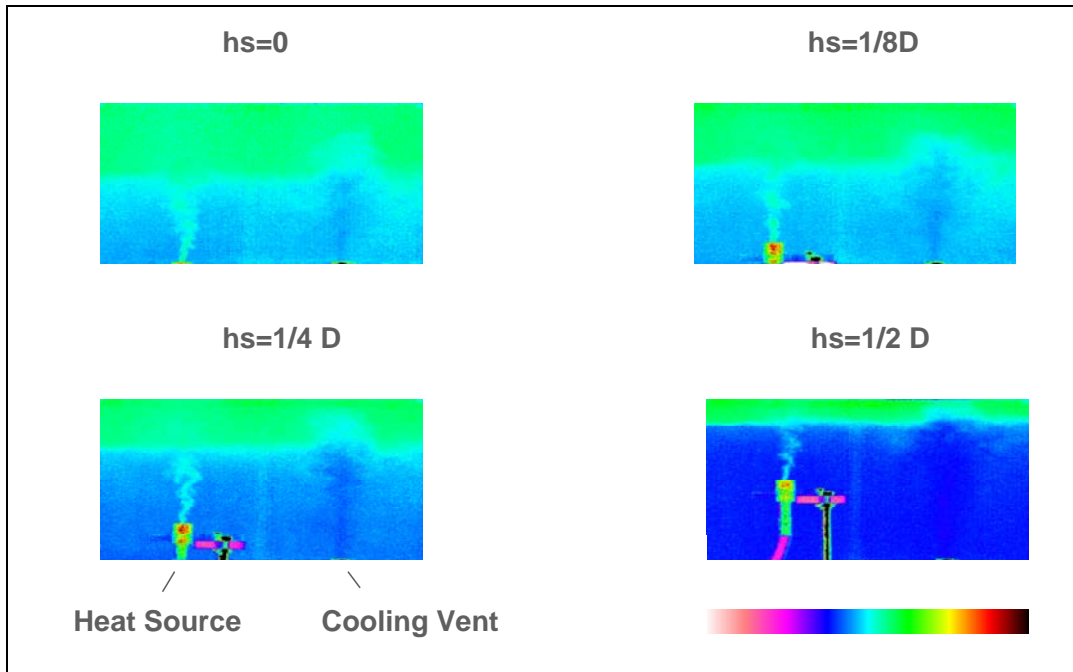 hs=0
hs=1/8D
hs=1/4 D
hs=1/2 D
Heat Source
Cooling Vent